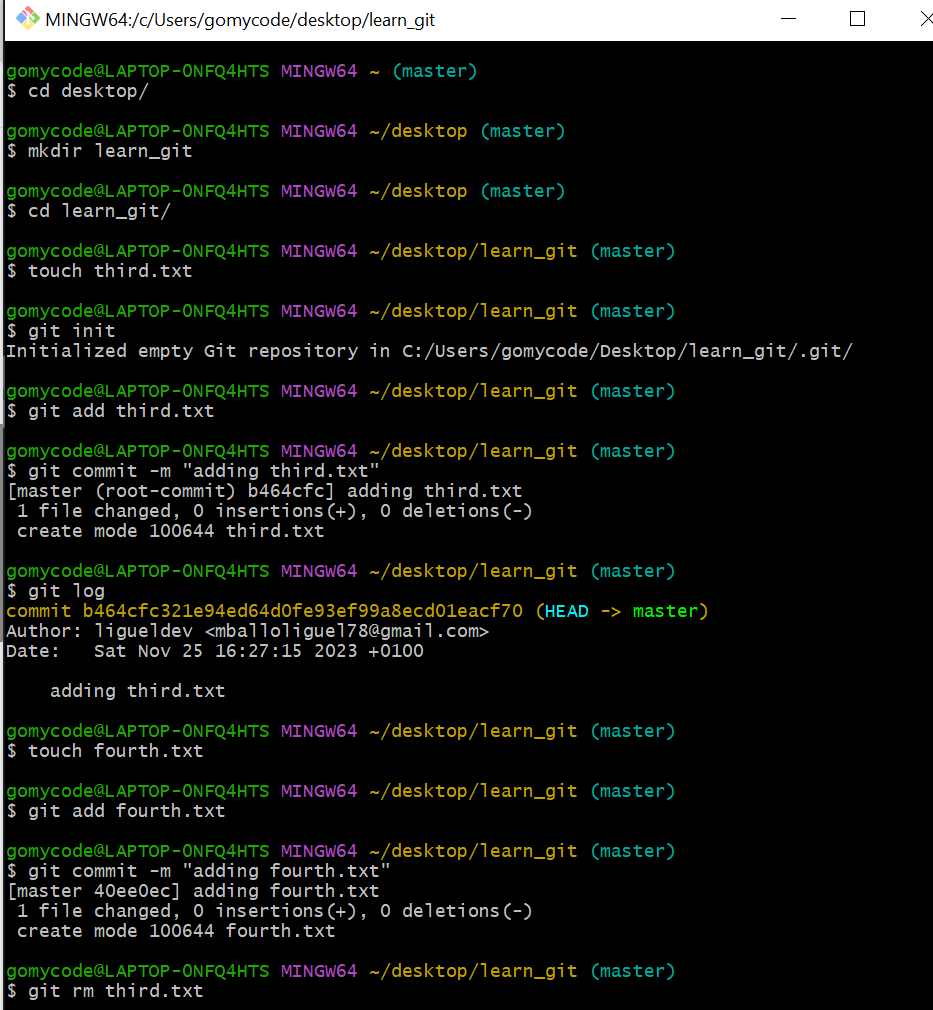 MINGW64:/c/Users/gomycode/desktop/learn_git
gomycode@LAPTOP-0NFQ4HTS MINGW64 ~ (master)
$ cd desktop/
gomycode@LAPTOP-0NFQ4HTS MINGW64 ~/desktop (master)
$ mkdir learn_git
gomycode@LAPTOP-0NFQ4HTS MINGW64 ~/desktop (master)
$ cd learn_git/
gomycode@LAPTOP-0NFQ4HTS MINGW64 ~/desktop/learn_git (master)
$ touch third.txt
gomycode@LAPTOP-0NFQ4HTS MINGW64 ~/desktop/learn_git (master)
$ git init
Initialized empty Git repository in C:/Users/gomycode/Desktop/learn_git/.git/
gomycode@LAPTOP-0NFQ4HTS MINGW64 ~/desktop/learn_git (master)
$ git add third.txt
gomycode@LAPTOP-0NFQ4HTS MINGW64 ~/desktop/learn_git (master)
$ git commit -m "adding third.txt"
[master (root-commit) b464cfc] adding third.txt
 1 file changed, 0 insertions(+), 0 deletions(-)
 create mode 100644 third.txt
gomycode@LAPTOP-0NFQ4HTS MINGW64 ~/desktop/learn_git (master)
$ git log
commit b464cfc321e94ed64d0fe93ef99a8ecd01eacf70 (HEAD -> master)
Author: ligueldev <mballoliguel78@gmail.com>
Date:   Sat Nov 25 16:27:15 2023 +0100
    adding third.txt
gomycode@LAPTOP-0NFQ4HTS MINGW64 ~/desktop/learn_git (master)
$ touch fourth.txt
gomycode@LAPTOP-0NFQ4HTS MINGW64 ~/desktop/learn_git (master)
$ git add fourth.txt
gomycode@LAPTOP-0NFQ4HTS MINGW64 ~/desktop/learn_git (master)
$ git commit -m "adding fourth.txt"
[master 40ee0ec] adding fourth.txt
 1 file changed, 0 insertions(+), 0 deletions(-)
 create mode 100644 fourth.txt
gomycode@LAPTOP-0NFQ4HTS MINGW64 ~/desktop/learn_git (master)
$ git rm third.txt